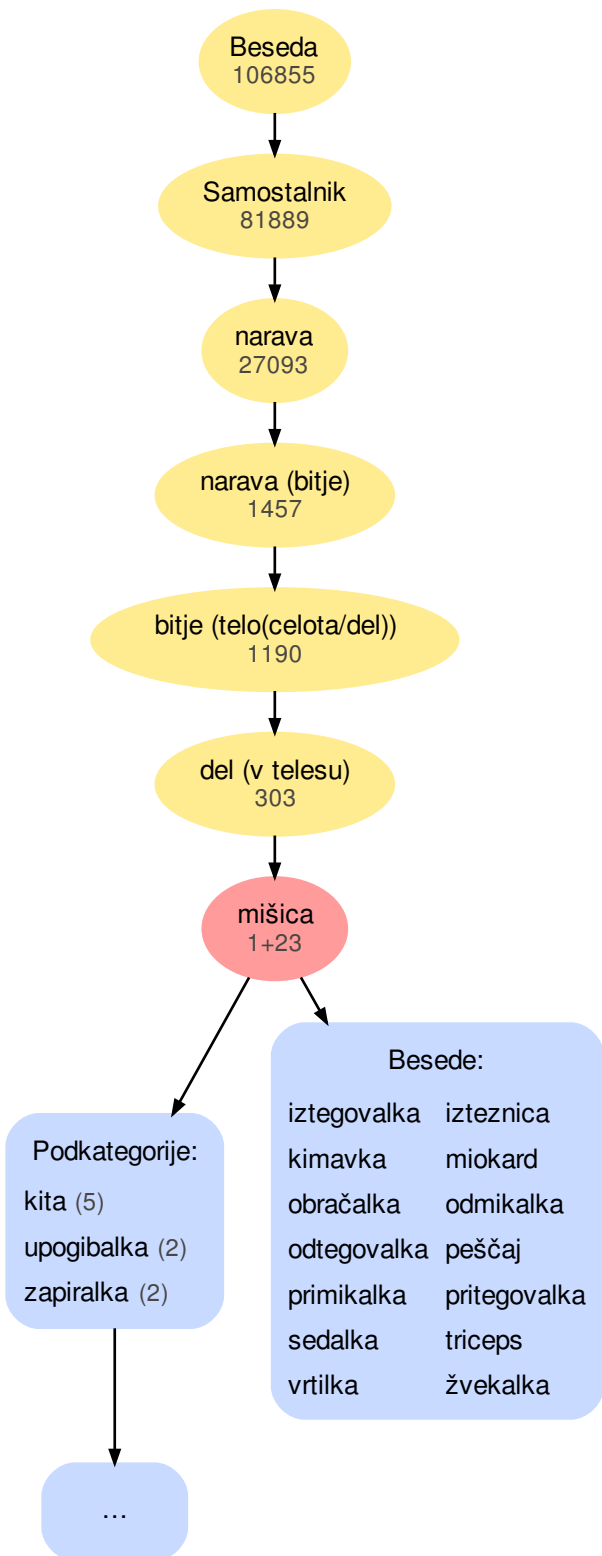 Beseda
106855
Samostalnik
81889
narava
27093
narava (bitje)
1457
bitje (telo(celota/del))
1190
del (v telesu)
303
mišica
1+23
Podkategorije:
kita (5)
upogibalka (2)
zapiralka (2)
...
Besede:
iztegovalka izteznica
kimavka miokard
obračalka odmikalka
odtegovalka peščaj
primikalka pritegovalka
sedalka triceps
vrtilka žvekalka